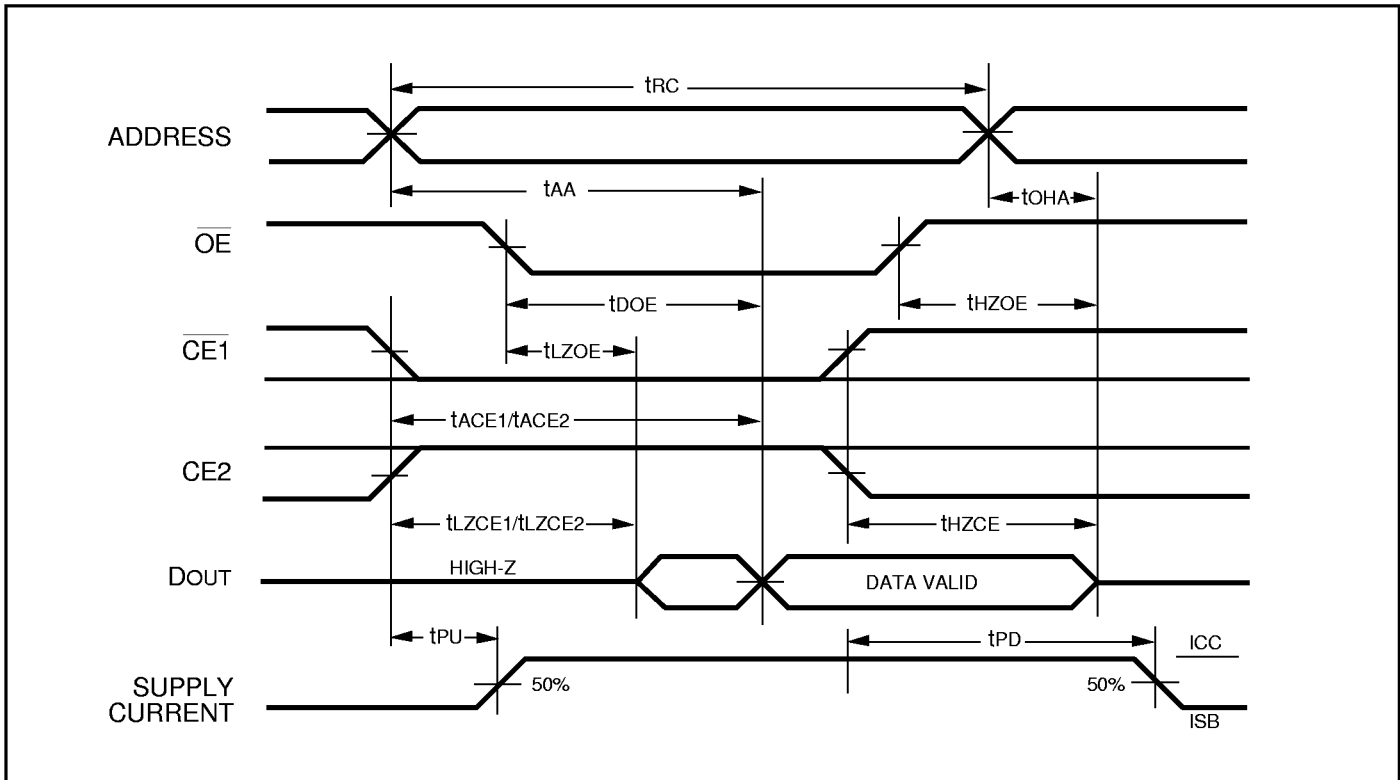 tRC
ADDRESS
tAA
tOHA
OE
tDOE
tHZOE
CE1
tLZOE
tACE1/tACE2
CE2
tLZCE1/tLZCE2
tHZCE
DOUT
HIGH-Z
DATA VALID
tPU
tPD
ICC
50%
50%
SUPPLY
CURRENT
ISB